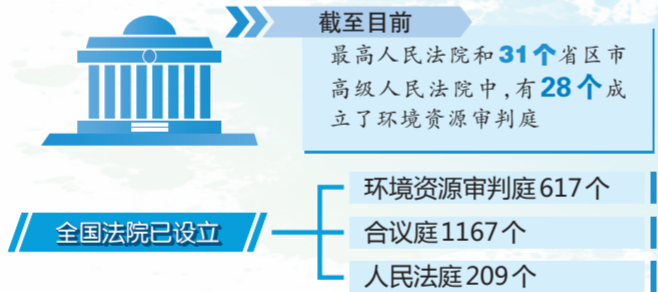 截至目前
最高人民法院和31个省区市
高级人民法院中,有28个成
立了环境资源审判庭
全国法院已设立
环境资源审判庭617个
合议庭1167个
人民法庭209个